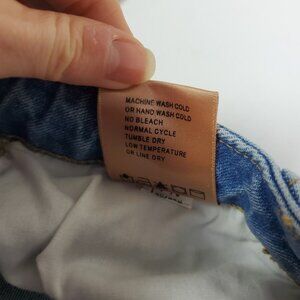 MACHINE WASH COLD
OR HAND WASH COLD
NO BLEACH
NORMAL CYCLE
TUMBLE DRY
LOW TEMPERATURE
OR LINE DRY